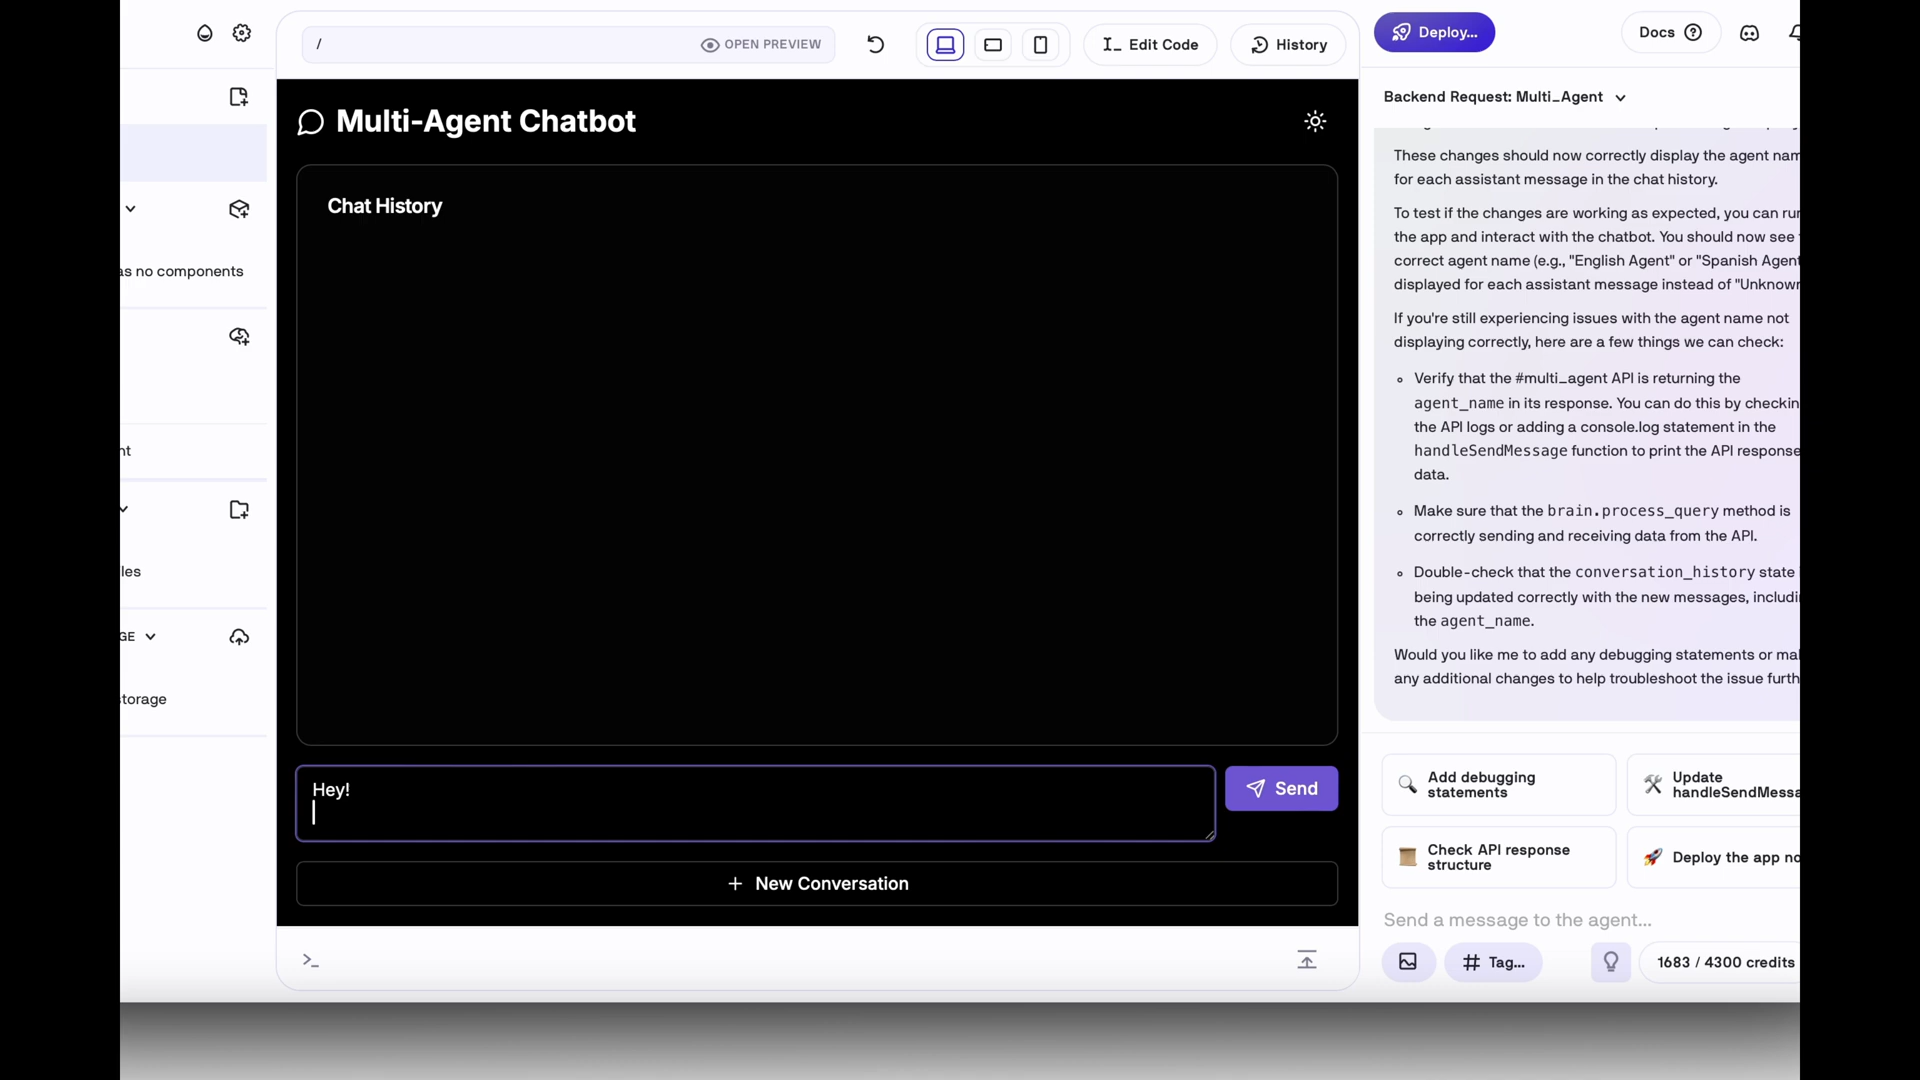 /
OPEN PREVIEW
Edit Code
History
Deploy...
Docs
Backend Request: Multi_Agent
Multi-Agent Chatbot
Chat History
as no components
nt
les
GE
storage
Hey!
Send
New Conversation
These changes should now correctly display the agent nam
for each assistant message in the chat history.
To test if the changes are working as expected, you can run
the app and interact with the chatbot. You should now see
correct agent name (e.g., "English Agent" or "Spanish Agent
displayed for each assistant message instead of "Unknown
If you're still experiencing issues with the agent name not
displaying correctly, here are a few things we can check:
Verify that the #multi_agent API is returning the
agent_name in its response. You can do this by checkin
the API logs or adding a console.log statement in the
handleSendMessage function to print the API response
data.
Make sure that the brain.process_query method is
correctly sending and receiving data from the API.
Double-check that the conversation_history state
being updated correctly with the new messages, includi
the agent_name.
Would you like me to add any debugging statements or mak
any additional changes to help troubleshoot the issue furth
Add debugging
statements
Update
handleSendMessa
Check API response
structure
Deploy the app no
Send a message to the agent...
Tag...
1683 / 4300 credits